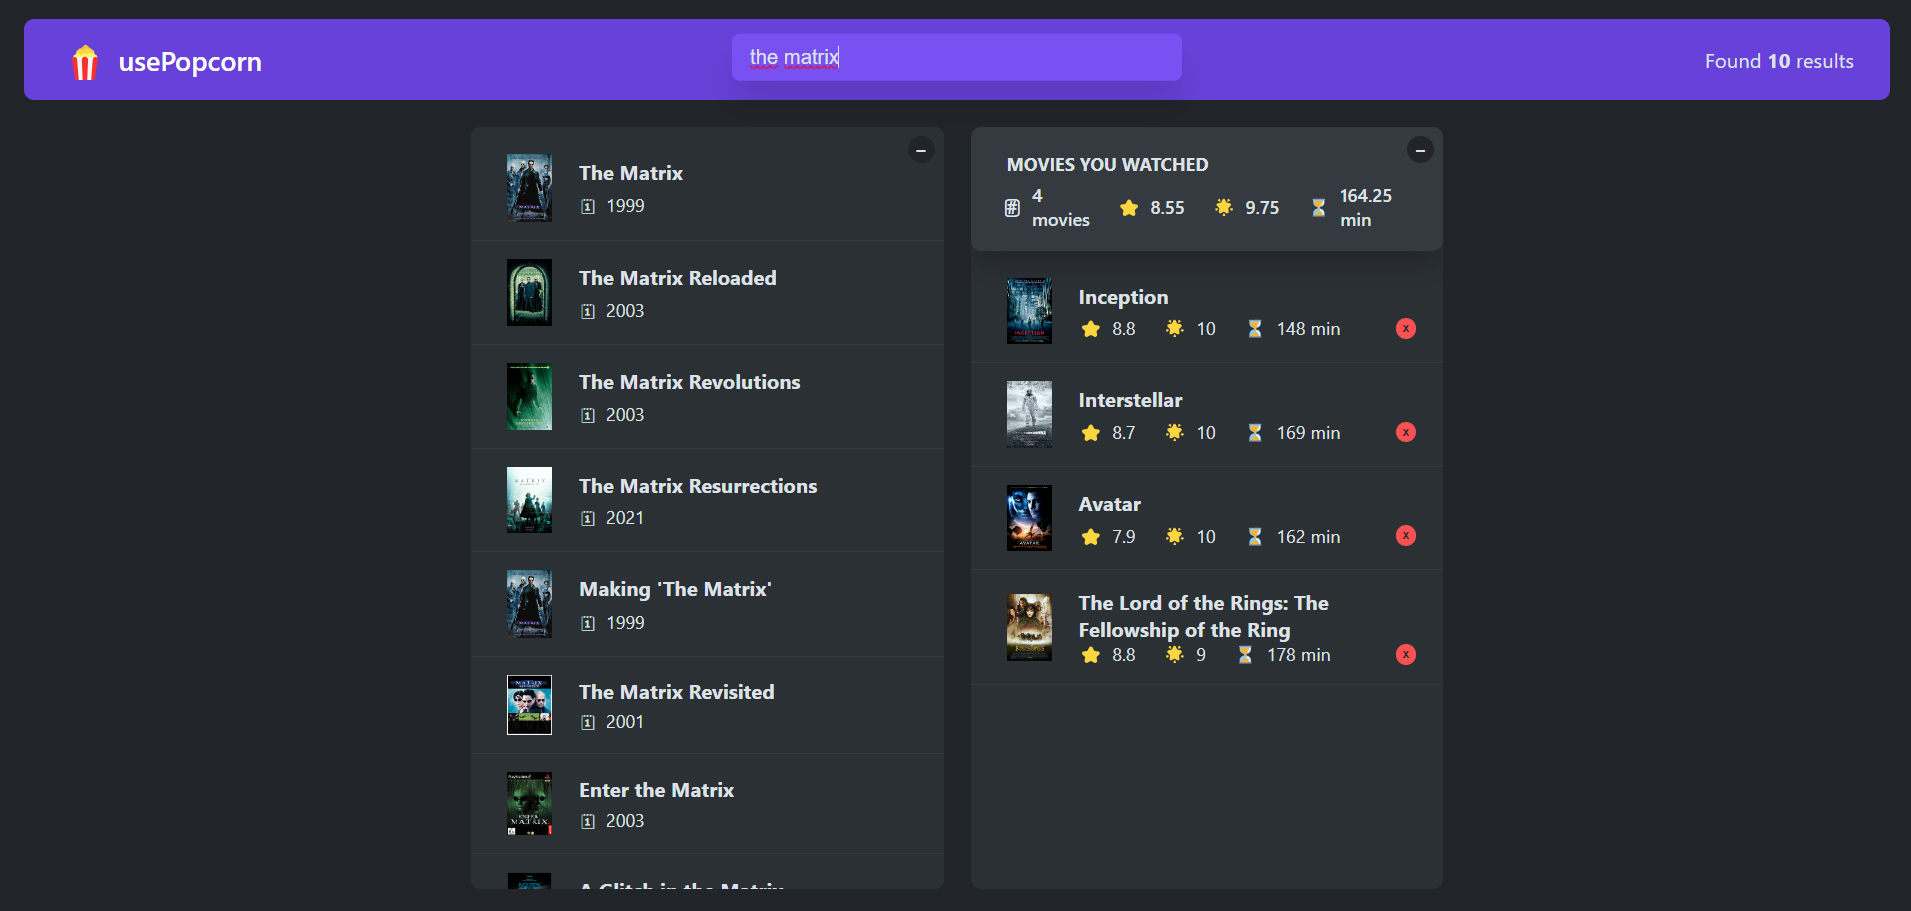 usePopcorn
the matrix
Found 10 results
The Matrix
1999
The Matrix Reloaded
2003
The Matrix Revolutions
2003
The Matrix Resurrections
2021
Making 'The Matrix'
1999
The Matrix Revisited
2001
Enter the Matrix
2003
A Glitch in the Matrix
–
MOVIES YOU WATCHED
–
# 4
movies
8.55
9.75
164.25
min
Inception
8.8 10 148 min
X
Interstellar
8.7 10 169 min
X
Avatar
7.9 10 162 min
X
The Lord of the Rings: The
Fellowship of the Ring
8.8 9 178 min
X